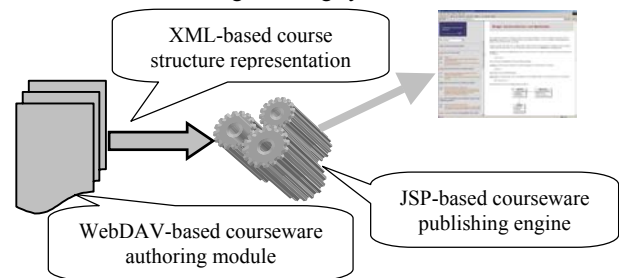 XML-based course
structure representation
JSP-based courseware
publishing engine
WebDAV-based courseware
authoring module